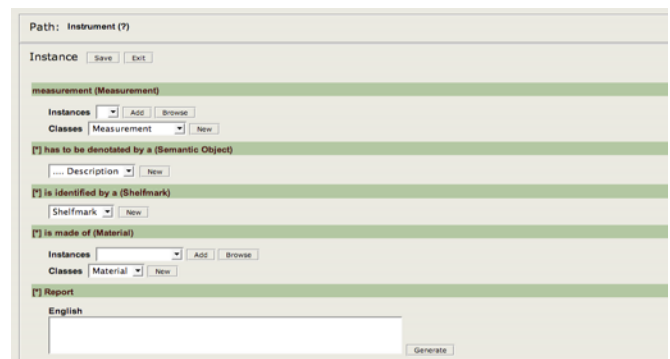 Path: Instrument (?)
Instance Save Exit
measurement (Measurement)
Instances Add Browse
Classes Measurement New
[*] has to be denotated by a (Semantic Object)
.... Description New
[*] is identified by a (Shelfmark)
Shelfmark New
[*] is made of (Material)
Instances Add Browse
Classes Material New
[*] Report
English
Generate